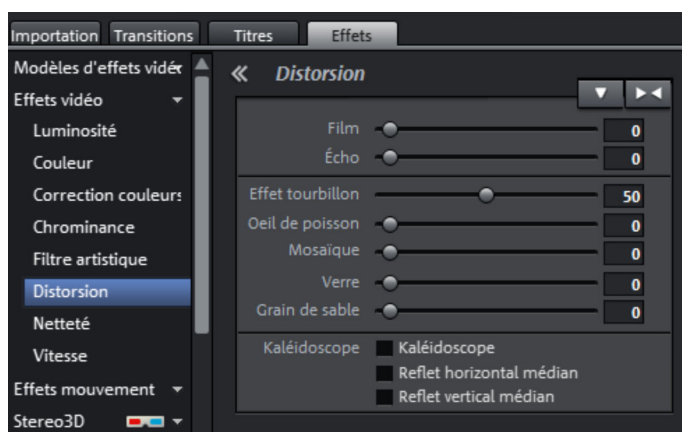 Importation Transitions Titres Effets
Modèles d'effets
Effets vidéo
Luminosité
Couleur
Correction couleurs
Chrominance
Filtre artistique
Distorsion
Netteté
Vitesse
Effets mouvement
Stereo3D
Distorsion
Film 0
Écho 0
Effet tourbillon 50
Oeil de poisson 0
Mosaïque 0
Verre 0
Grain de sable 0
Kaléidoscope Kaléidoscope
Reflet horizontal médian
Reflet vertical médian